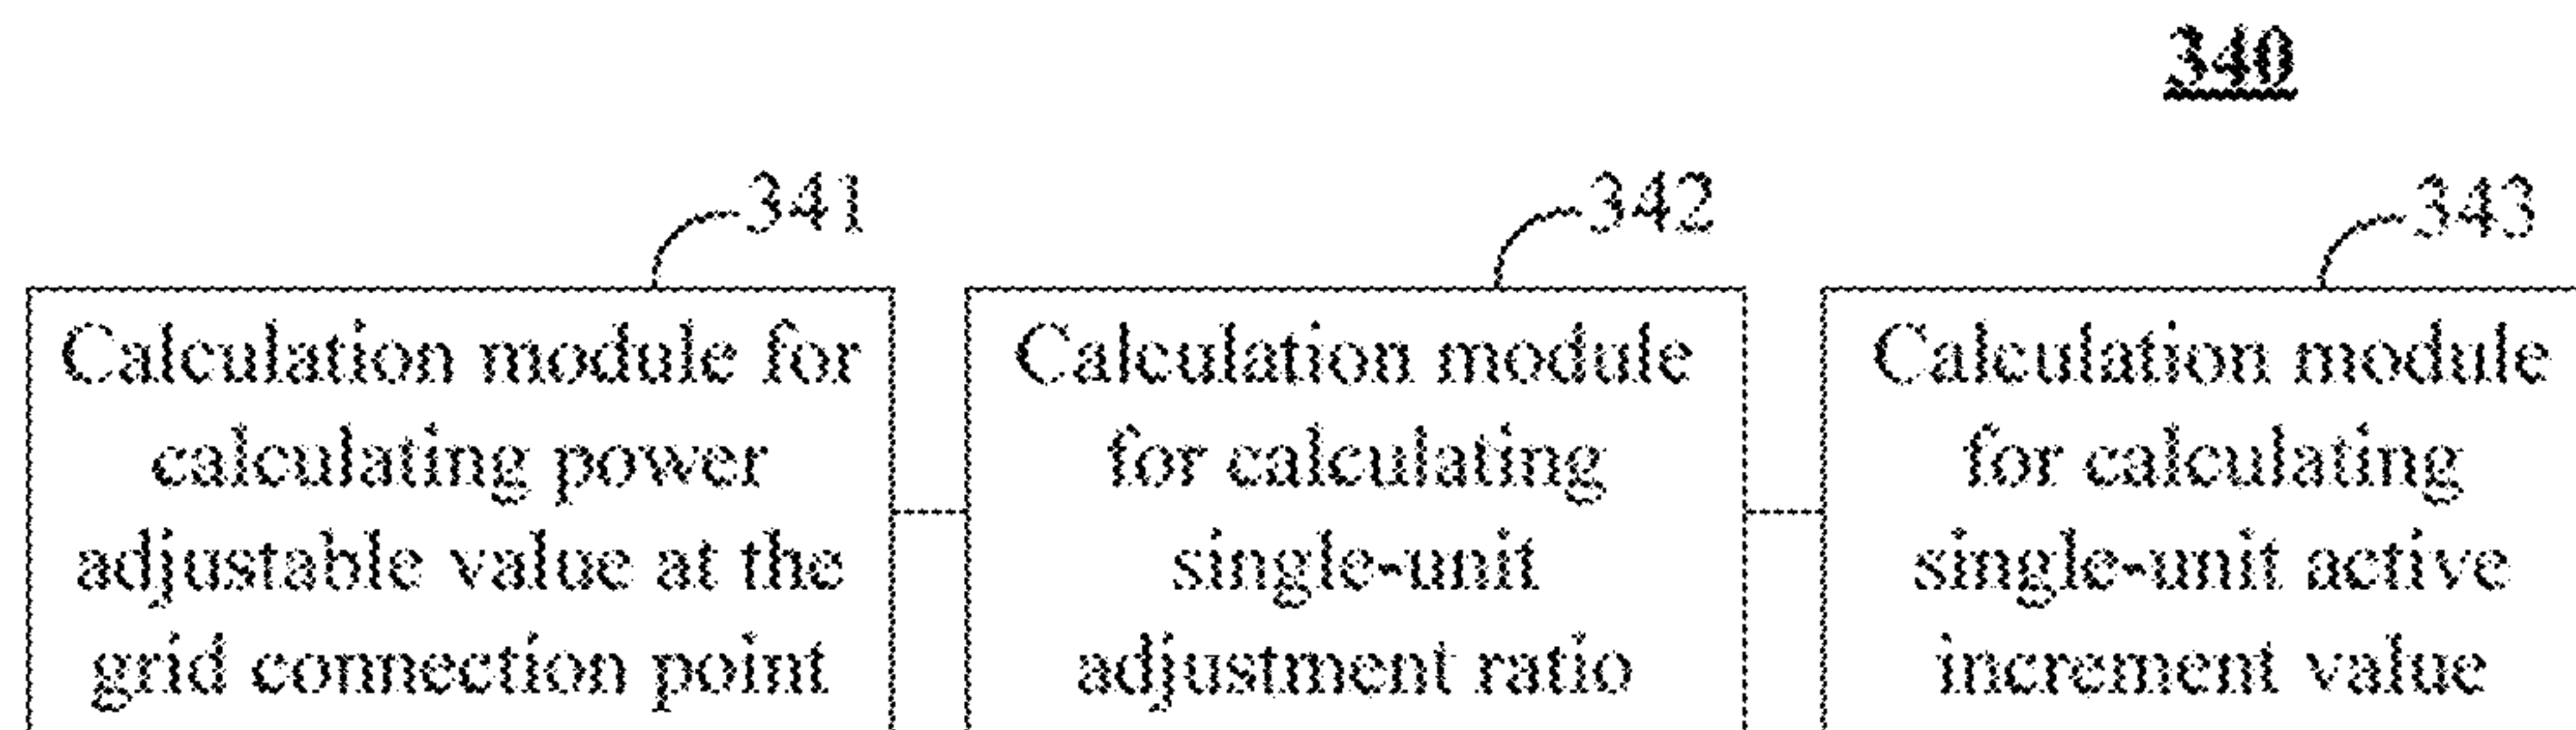 340
341
342
343
Calculation module for
calculating power
adjustable value at the
grid connection point
Calculation module
for calculating
single-unit
adjustment ratio
Calculation module
for calculating
single-unit active
increment value